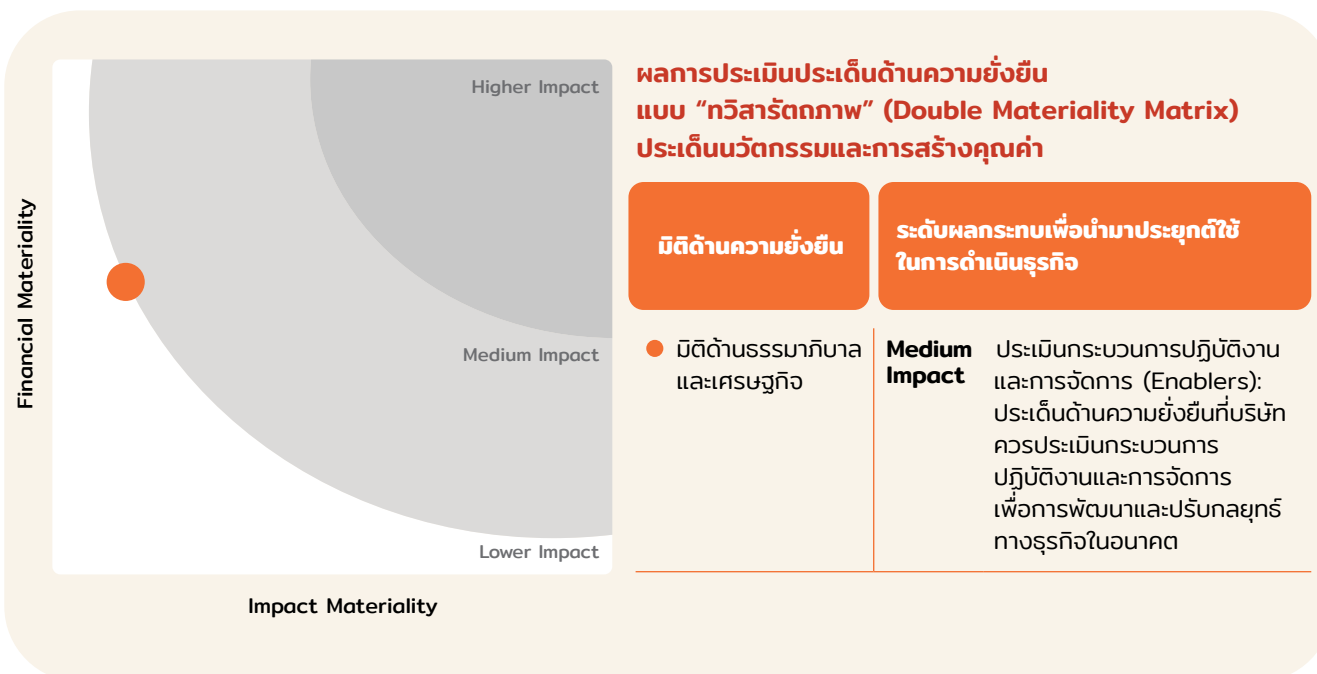 ผลการประเมินประเด็นด้านความยั่งยืน
แบบ “ทวิสารัตถภาพ” (Double Materiality Matrix)
ประเด็นนวัตกรรมและการสร้างคุณค่า
Higher Impact
Medium Impact
Lower Impact
Financial Materiality
Impact Materiality
มิติด้านความยั่งยืน
ระดับผลกระทบเพื่อนำมาประยุกต์ใช้
ในการดำเนินธุรกิจ
มิติด้านธรรมาภิบาล
และเศรษฐกิจ
Medium
Impact
ประเมินกระบวนการปฏิบัติงาน
และการจัดการ (Enablers):
ประเด็นด้านความยั่งยืนที่บริษัท
ควรประเมินกระบวนการ
ปฏิบัติงานและการจัดการ
เพื่อการพัฒนาและปรับกลยุทธ์
ทางธุรกิจในอนาคต